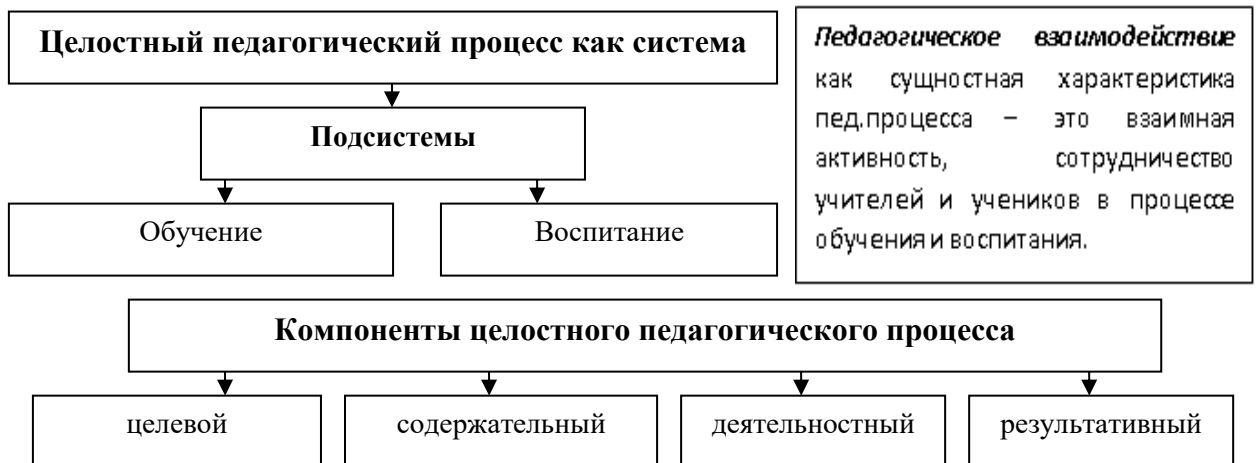 Целостный педагогический процесс как система
Подсистемы
Обучение
Воспитание
Педагогическое взаимодействие
как сущностная характеристика
пед.процесса – это взаимная
активность, сотрудничество
учителей и учеников в процессе
обучения и воспитания.
Компоненты целостного педагогического процесса
целевой
содержательный
деятельностный
результативный